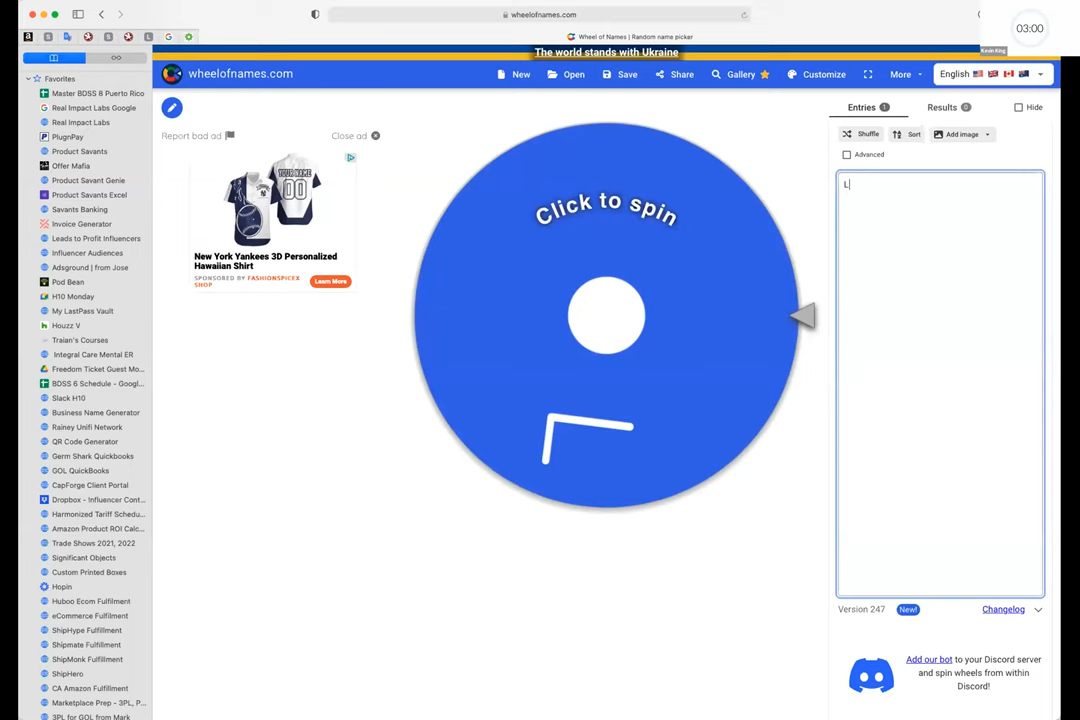 wheelofnames.com
03:00
Wheel of Names | Random name picker
Kevin King
The world stands with Ukraine
wheelofnames.com
New
Open
Save
Share
Gallery
Customize
More
English
Favorites
Master BDSS 8 Puerto Rico
Real Impact Labs Google
Real Impact Labs
PlugnPay
Product Savants
Offer Mafia
Product Savant Genie
Product Savants Excel
Savants Banking
Invoice Generator
Leads to Profit Influencers
Influencer Audiences
Adsground | from Jose
Pod Bean
H10 Monday
My LastPass Vault
Houzz V
Traian's Courses
Integral Care Mental ER
Freedom Ticket Guest Mo...
BDSS 6 Schedule - Googl...
Slack H10
Business Name Generator
Rainey Unifi Network
QR Code Generator
Germ Shark Quickbooks
GOL QuickBooks
CapForge Client Portal
Dropbox - Influencer Cont...
Harmonized Tariff Schedu...
Amazon Product ROI Calc...
Trade Shows 2021, 2022
Significant Objects
Custom Printed Boxes
Hopin
Huboo Ecom Fulfilment
eCommerce Fulfilment
ShipHype Fulfillment
Shipmate Fulfillment
ShipMonk Fulfillment
ShipHero
CA Amazon Fulfillment
Marketplace Prep - 3PL, P...
3PL for GOL from Mark
Report bad ad
Close ad
YOUR NAME
00
New York Yankees 3D Personalized
Hawaiian Shirt
SPONSORED BY FASHIONSPICEX
SHOP
Learn More
Click to spin
L
Entries 1
Results 0
Hide
Shuffle
Sort
Add image
Advanced
L
Version 247
New!
Changelog
Add our bot to your Discord server
and spin wheels from within
Discord!